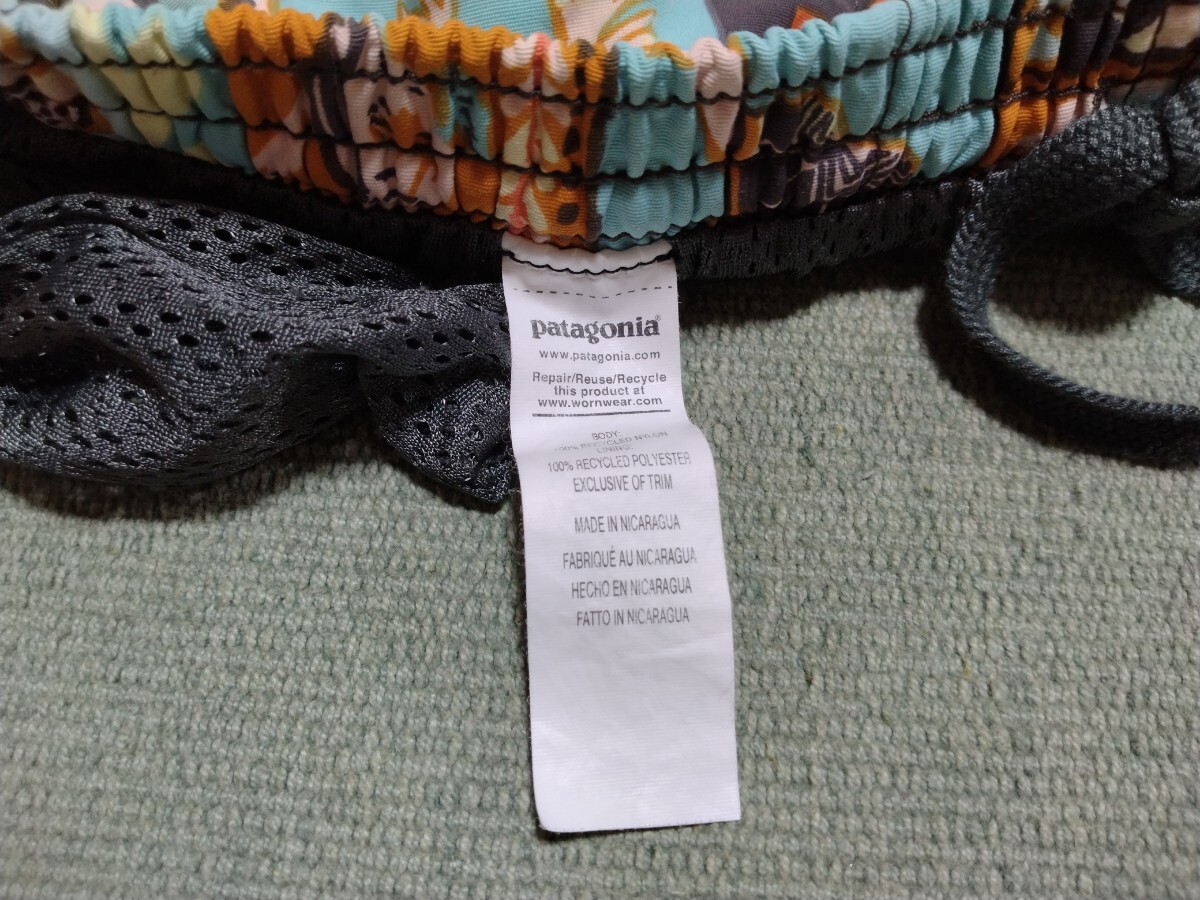 patagonia®
www.patagonia.com
Repair/Reuse/Recycle
this product at
www.wornwear.com
BODY:
100% RECYCLED NYLON
LINING:
100% RECYCLED POLYESTER
EXCLUSIVE OF TRIM
MADE IN NICARAGUA
FABRIQUÉ AU NICARAGUA
HECHO EN NICARAGUA
FATTO IN NICARAGUA